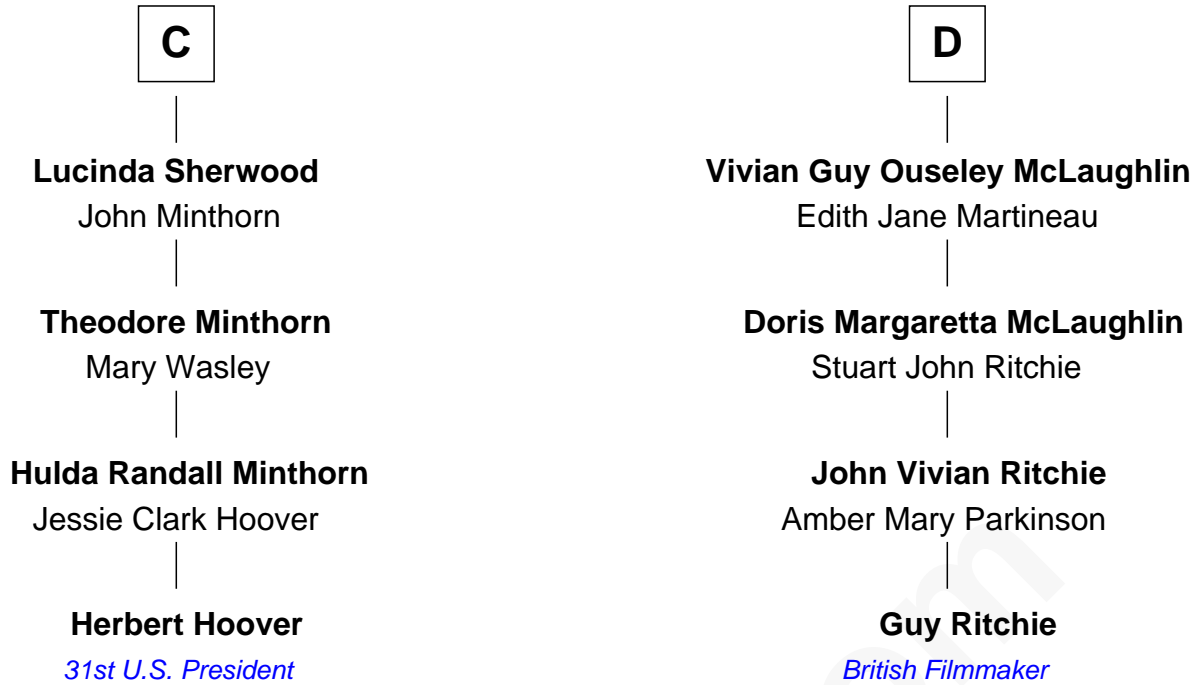 C
Lucinda Sherwood
John Minthorn
Theodore Minthorn
Mary Wasley
Hulda Randall Minthorn
Jessie Clark Hoover
Herbert Hoover
31st U.S. President
D
Vivian Guy Ouseley McLaughlin
Edith Jane Martineau
Doris Margaretta McLaughlin
Stuart John Ritchie
John Vivian Ritchie
Amber Mary Parkinson
Guy Ritchie
British Filmmaker